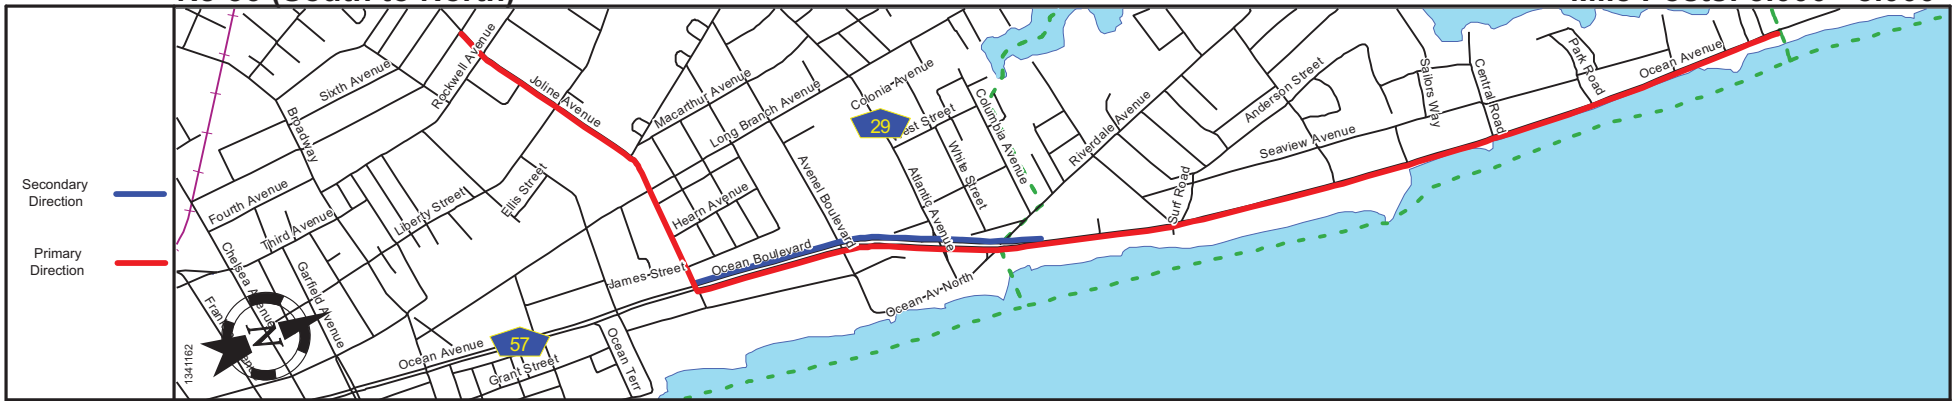 Secondary
Direction
Primary
Direction
Sixth Avenue
Rockwell Avenue
Joline Avenue
Broadway
Macarthur Avenue
Long Branch Avenue
Colonia Avenue
29
Columbia Avenue
White Street
Riverdale Avenue
Anderson Street
Seaview Avenue
Sailors Way
Central Road
Park Road
Ocean Avenue
Fourth Avenue
Third Avenue
Liberty Street
Ellis Street
Hearn Avenue
Avenel Boulevard
Atlantic Avenue
Surf Road
Chelsea Avenue
Garfield Avenue
James Street
Ocean Boulevard
Ocean Av North
N
1341162
Ocean Avenue
57
Grant Street
Ocean Terr